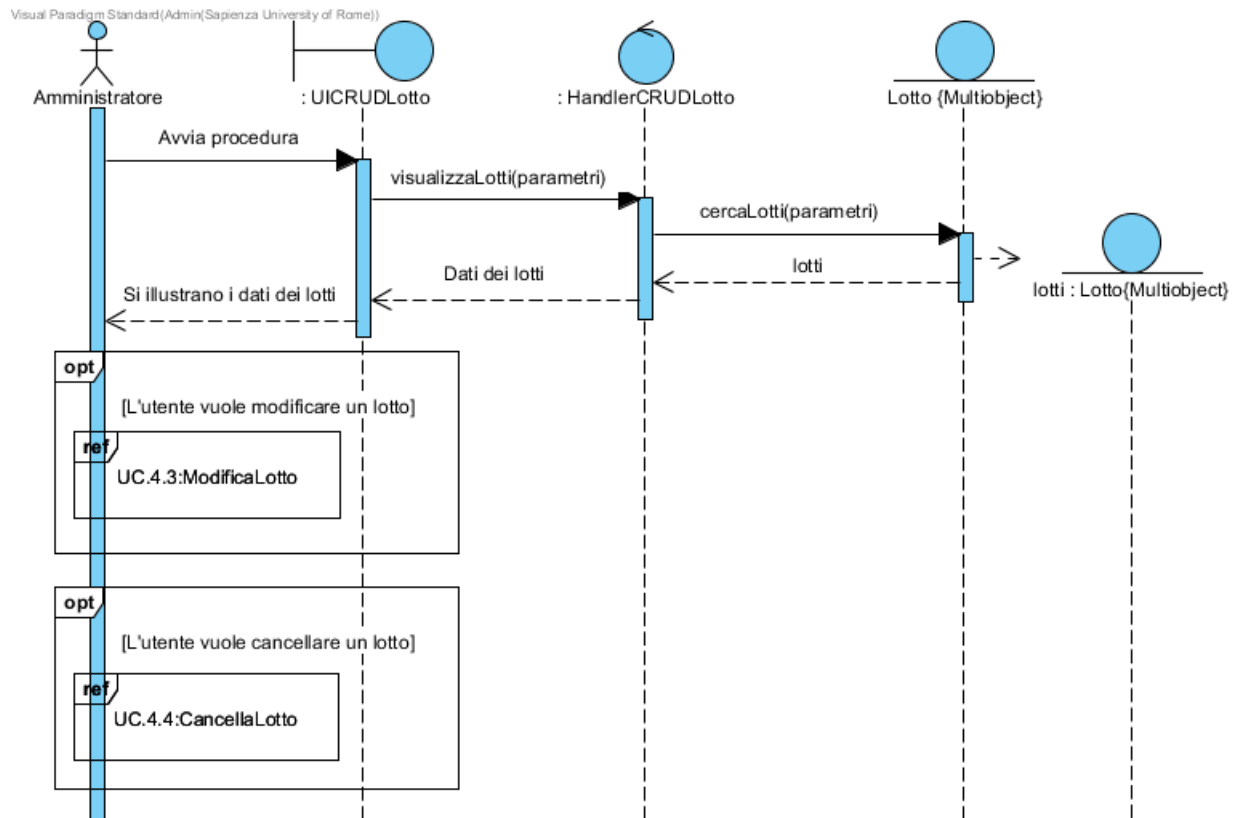 Visual Paradigm Standard(Admin(Sapienza University of Rome))
Amministratore
: UICRUDLotto
: HandlerCRUDLotto
Lotto {Multiobject}
Avvia procedura
visualizzaLotti(parametri)
cercaLotti(parametri)
lotti : Lotto{Multiobject}
lotti
Dati dei lotti
Si illustrano i dati dei lotti
opt
[L'utente vuole modificare un lotto]
ref
UC.4.3:ModificaLotto
opt
[L'utente vuole cancellare un lotto]
ref
UC.4.4:CancellaLotto